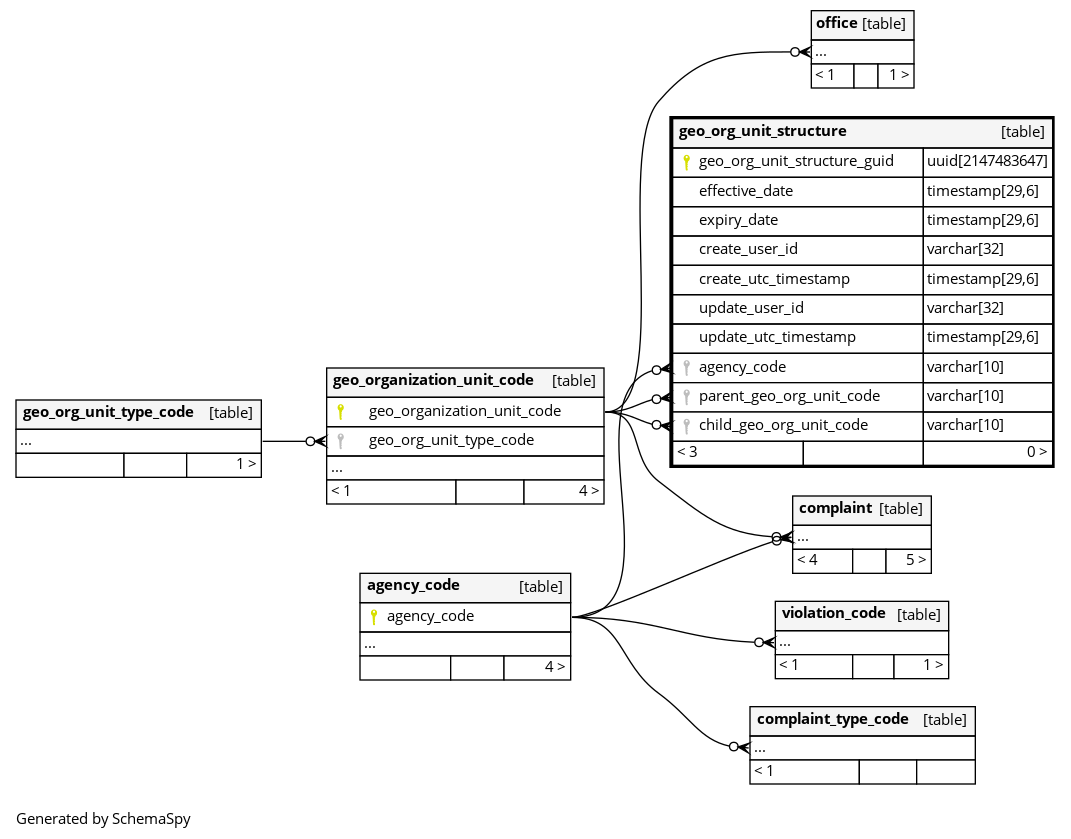 office [table]
...
< 1 1 >
geo_org_unit_structure [table]
geo_org_unit_structure_guid uuid[2147483647]
effective_date timestamp[29,6]
expiry_date timestamp[29,6]
create_user_id varchar[32]
create_utc_timestamp timestamp[29,6]
update_user_id varchar[32]
update_utc_timestamp timestamp[29,6]
agency_code varchar[10]
parent_geo_org_unit_code varchar[10]
child_geo_org_unit_code varchar[10]
< 3 0 >
geo_organization_unit_code [table]
geo_organization_unit_code
geo_org_unit_type_code
...
< 1 4 >
geo_org_unit_type_code [table]
...
1 >
complaint [table]
...
< 4 5 >
agency_code [table]
agency_code
...
4 >
violation_code [table]
...
< 1 1 >
complaint_type_code [table]
...
< 1
Generated by SchemaSpy